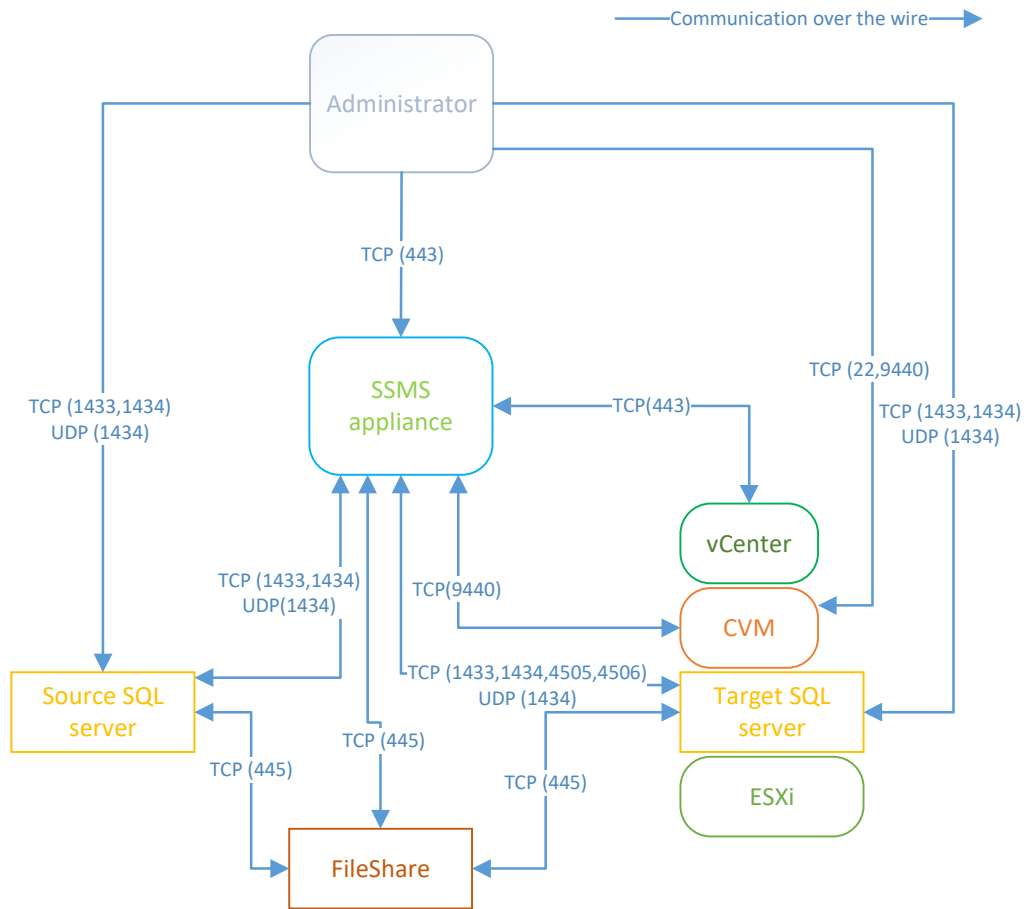 Communication over the wire
Administrator
TCP (443)
TCP (22,9440)
TCP (1433,1434)
UDP (1434)
TCP (1433,1434)
UDP (1434)
SSMS
appliance
TCP(443)
vCenter
TCP (1433,1434)
UDP(1434)
TCP(9440)
CVM
TCP (1433,1434,4505,4506)
UDP (1434)
Source SQL
server
Target SQL
server
TCP (445)
TCP (445)
TCP (445)
ESXi
FileShare